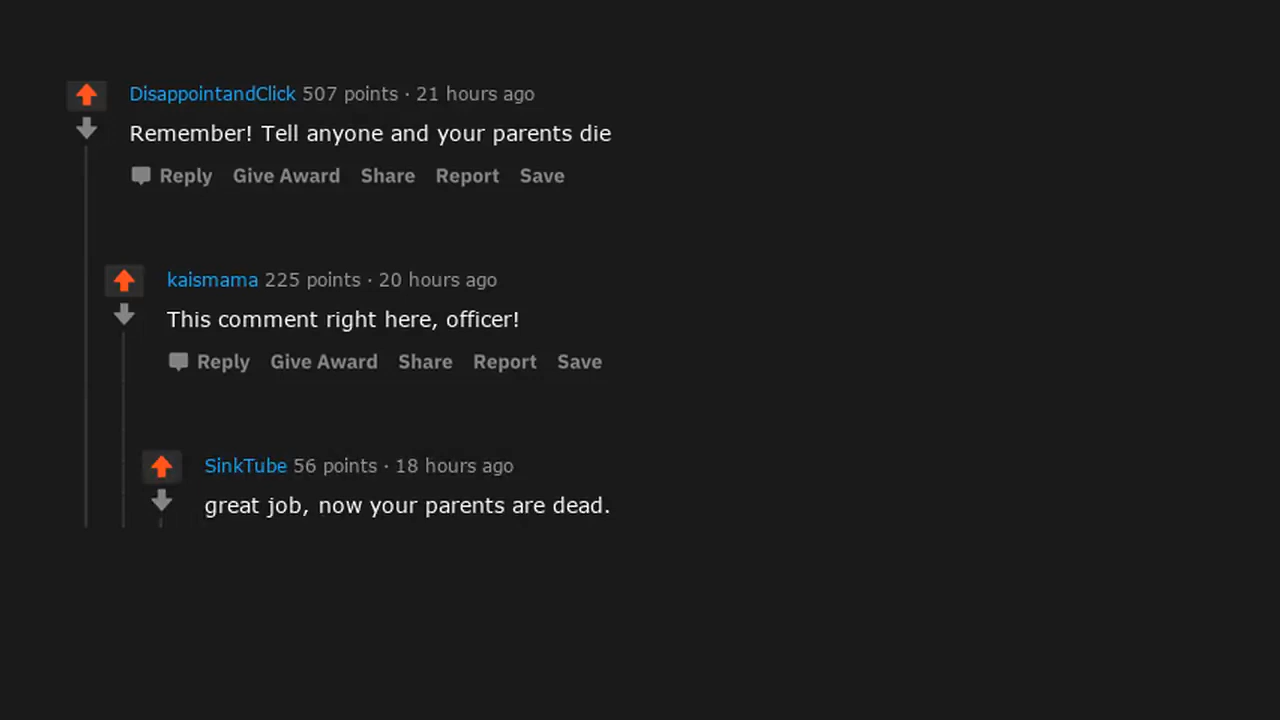 DisappointandClick 507 points · 21 hours ago
Remember! Tell anyone and your parents die
Reply Give Award Share Report Save
kaismama 225 points · 20 hours ago
This comment right here, officer!
Reply Give Award Share Report Save
SinkTube 56 points · 18 hours ago
great job, now your parents are dead.